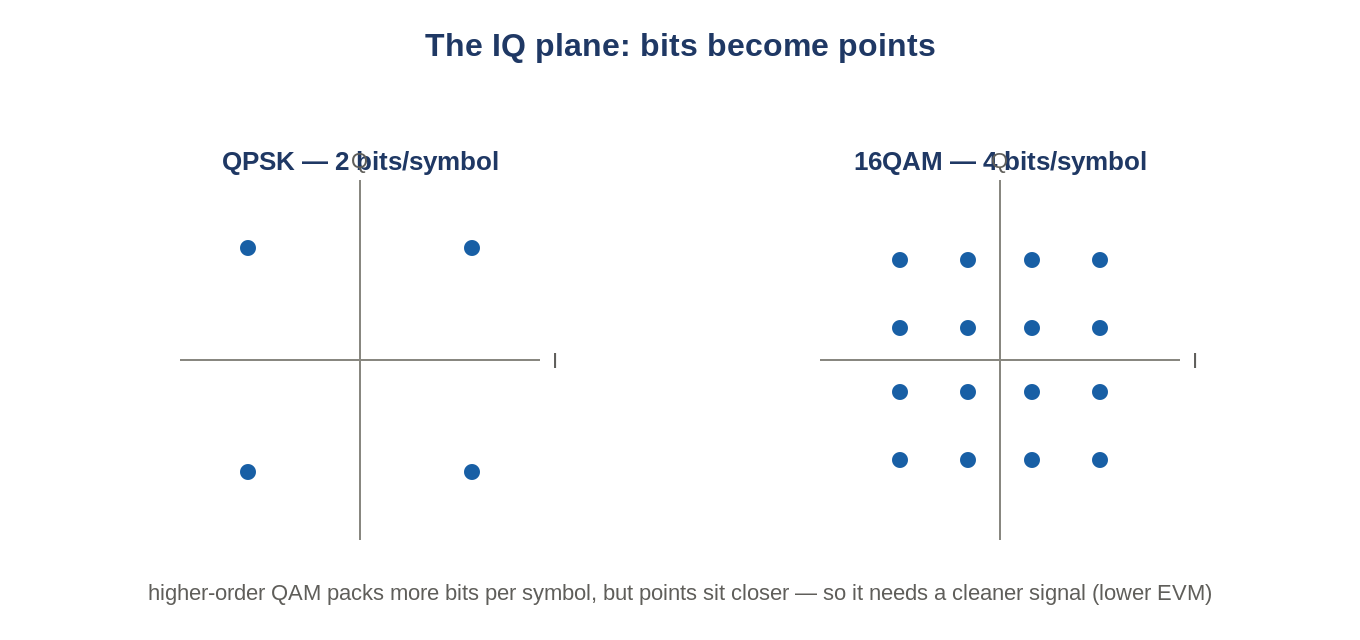 The IQ plane: bits become points
QPSK — 2 bits/symbol
Q
I
16QAM — 4 bits/symbol
Q
I
higher-order QAM packs more bits per symbol, but points sit closer — so it needs a cleaner signal (lower EVM)